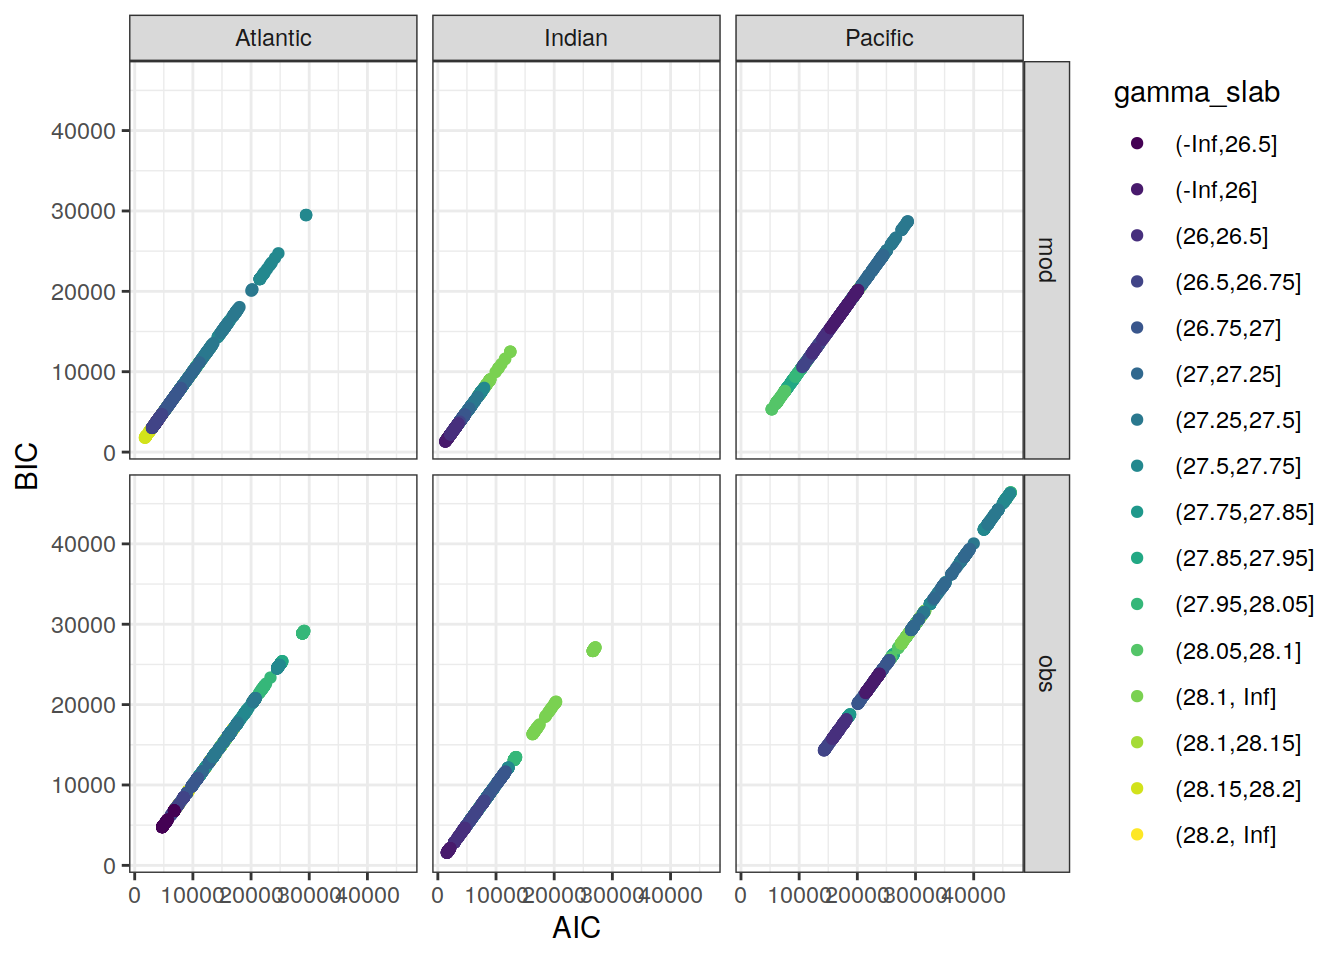 Atlantic Indian Pacific
gamma_slab
(-Inf,26.5]
(-Inf,26]
(26,26.5]
(26.5,26.75]
(26.75,27]
(27,27.25]
(27.25,27.5]
(27.5,27.75]
(27.75,27.85]
(27.85,27.95]
(27.95,28.05]
(28.05,28.1]
(28.1, Inf]
(28.1,28.15]
(28.15,28.2]
(28.2, Inf]
40000
30000
20000
10000
0
mod
BIC
40000
30000
20000
10000
0
obs
0 10000 20000 30000 40000 0 10000 20000 30000 40000 0 10000 20000 30000 40000
AIC